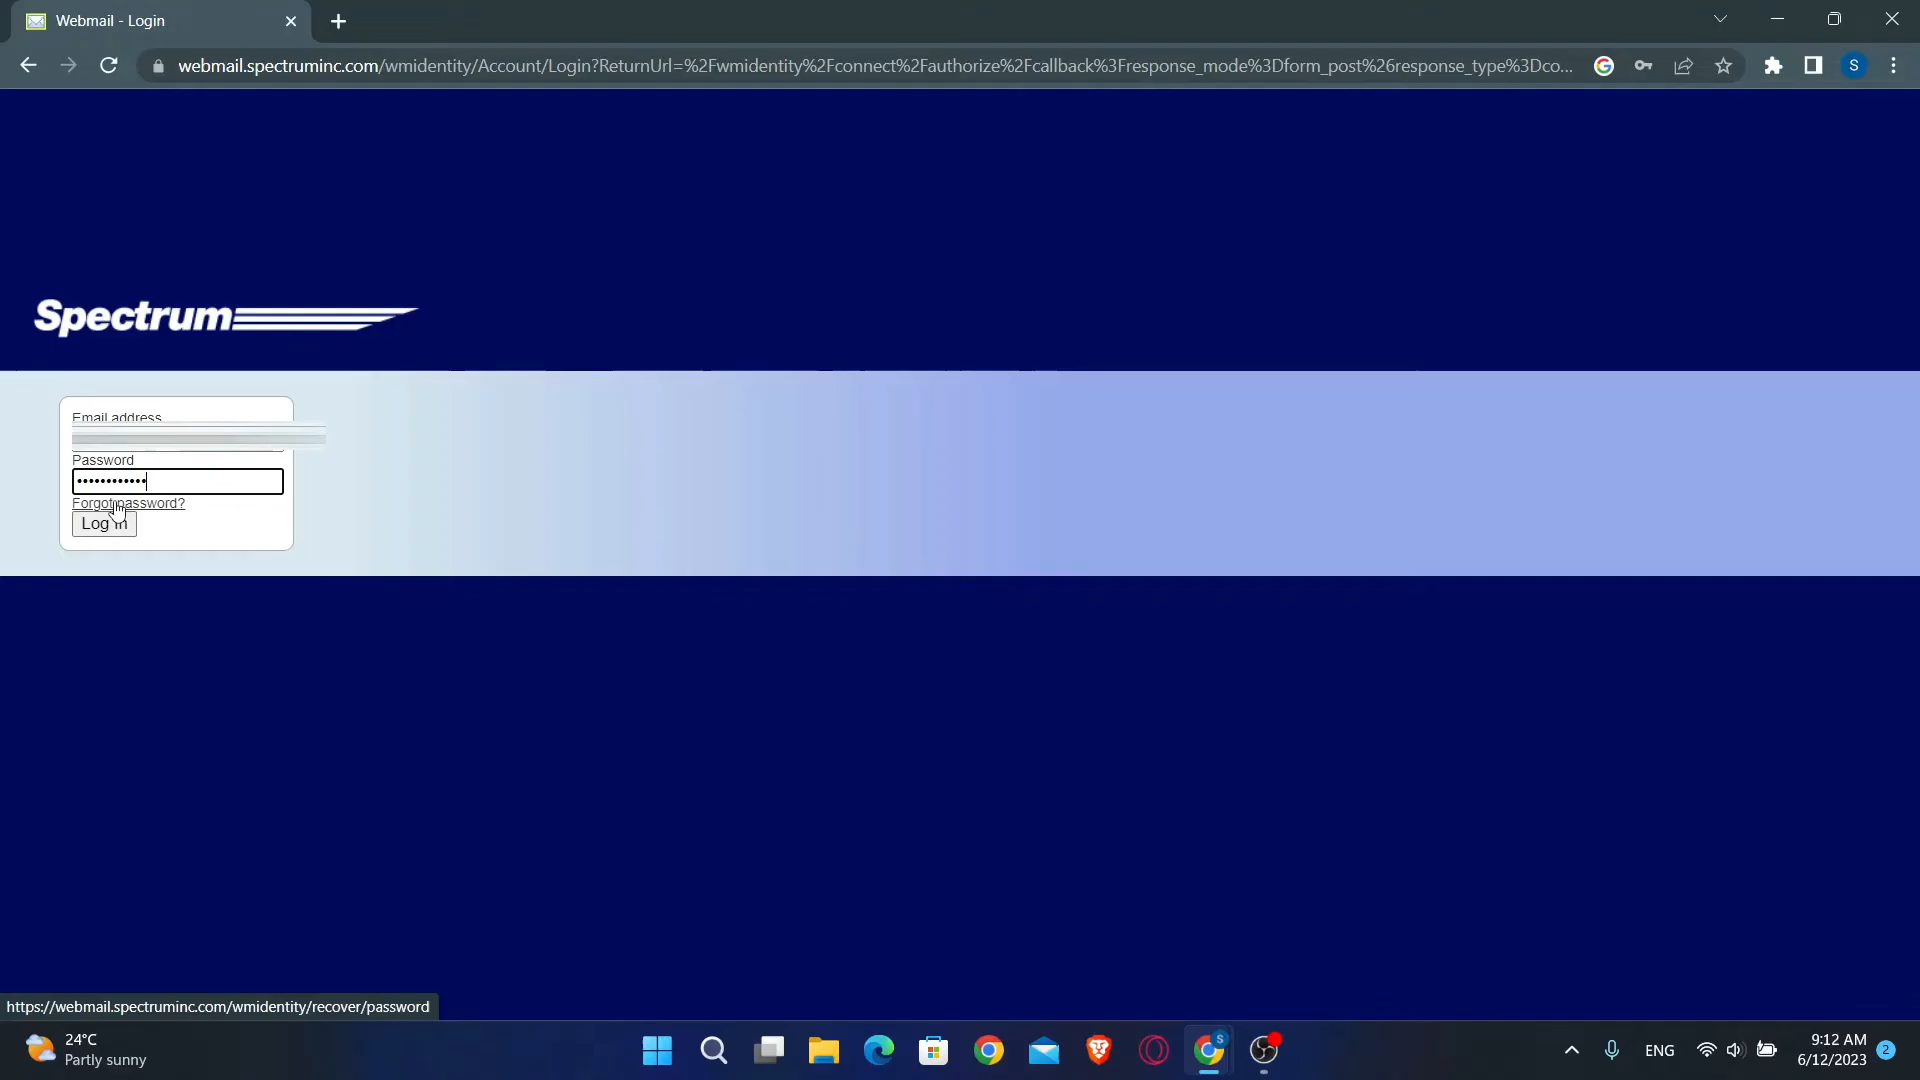 Webmail - Login
webmail.spectruminc.com/wmidentity/Account/Login?ReturnUrl=%2Fwmidentity%2Fconnect%2Fauthorize%2Fcallback%3Fresponse_mode%3Dform_post%26response_type%3Dco...
S
Spectrum
Email address
Password
••••••••••••
Forgot password?
Log in
https://webmail.spectruminc.com/wmidentity/recover/password
24°C
Partly sunny
S
ENG
9:12 AM
6/12/2023
2